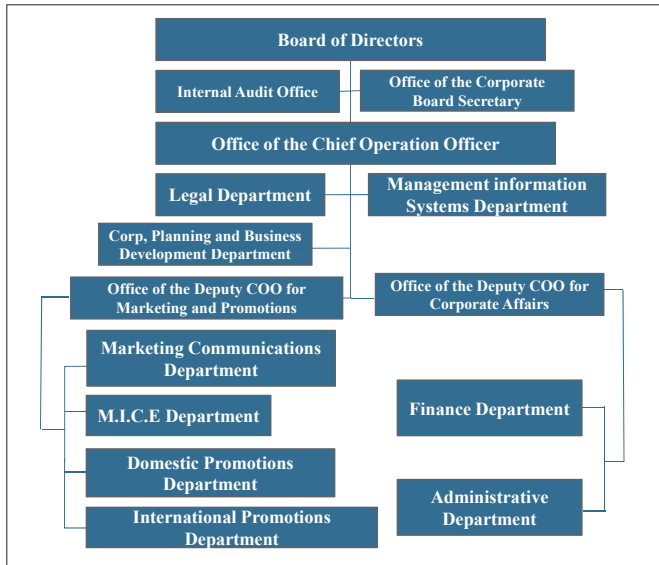 Board of Directors
Internal Audit Office
Office of the Corporate
Board Secretary
Office of the Chief Operation Officer
Legal Department
Management information
Systems Department
Corp, Planning and Business
Development Department
Office of the Deputy COO for
Marketing and Promotions
Office of the Deputy COO for
Corporate Affairs
Marketing Communications
Department
M.I.C.E Department
Finance Department
Domestic Promotions
Department
Administrative
Department
International Promotions
Department